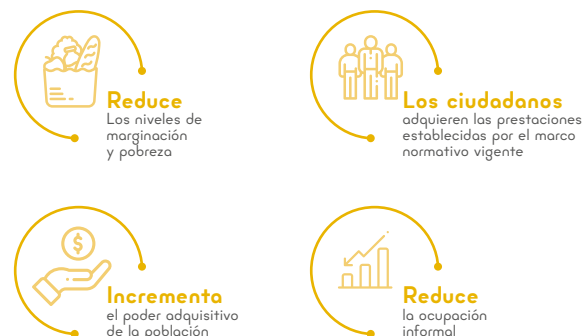 Reduce
Los niveles de
marginación
y pobreza
Los ciudadanos
adquieren las prestaciones
establecidas por el marco
normativo vigente
$
Incrementa
el poder adquisitivo
de la población
Reduce
la ocupación
informal